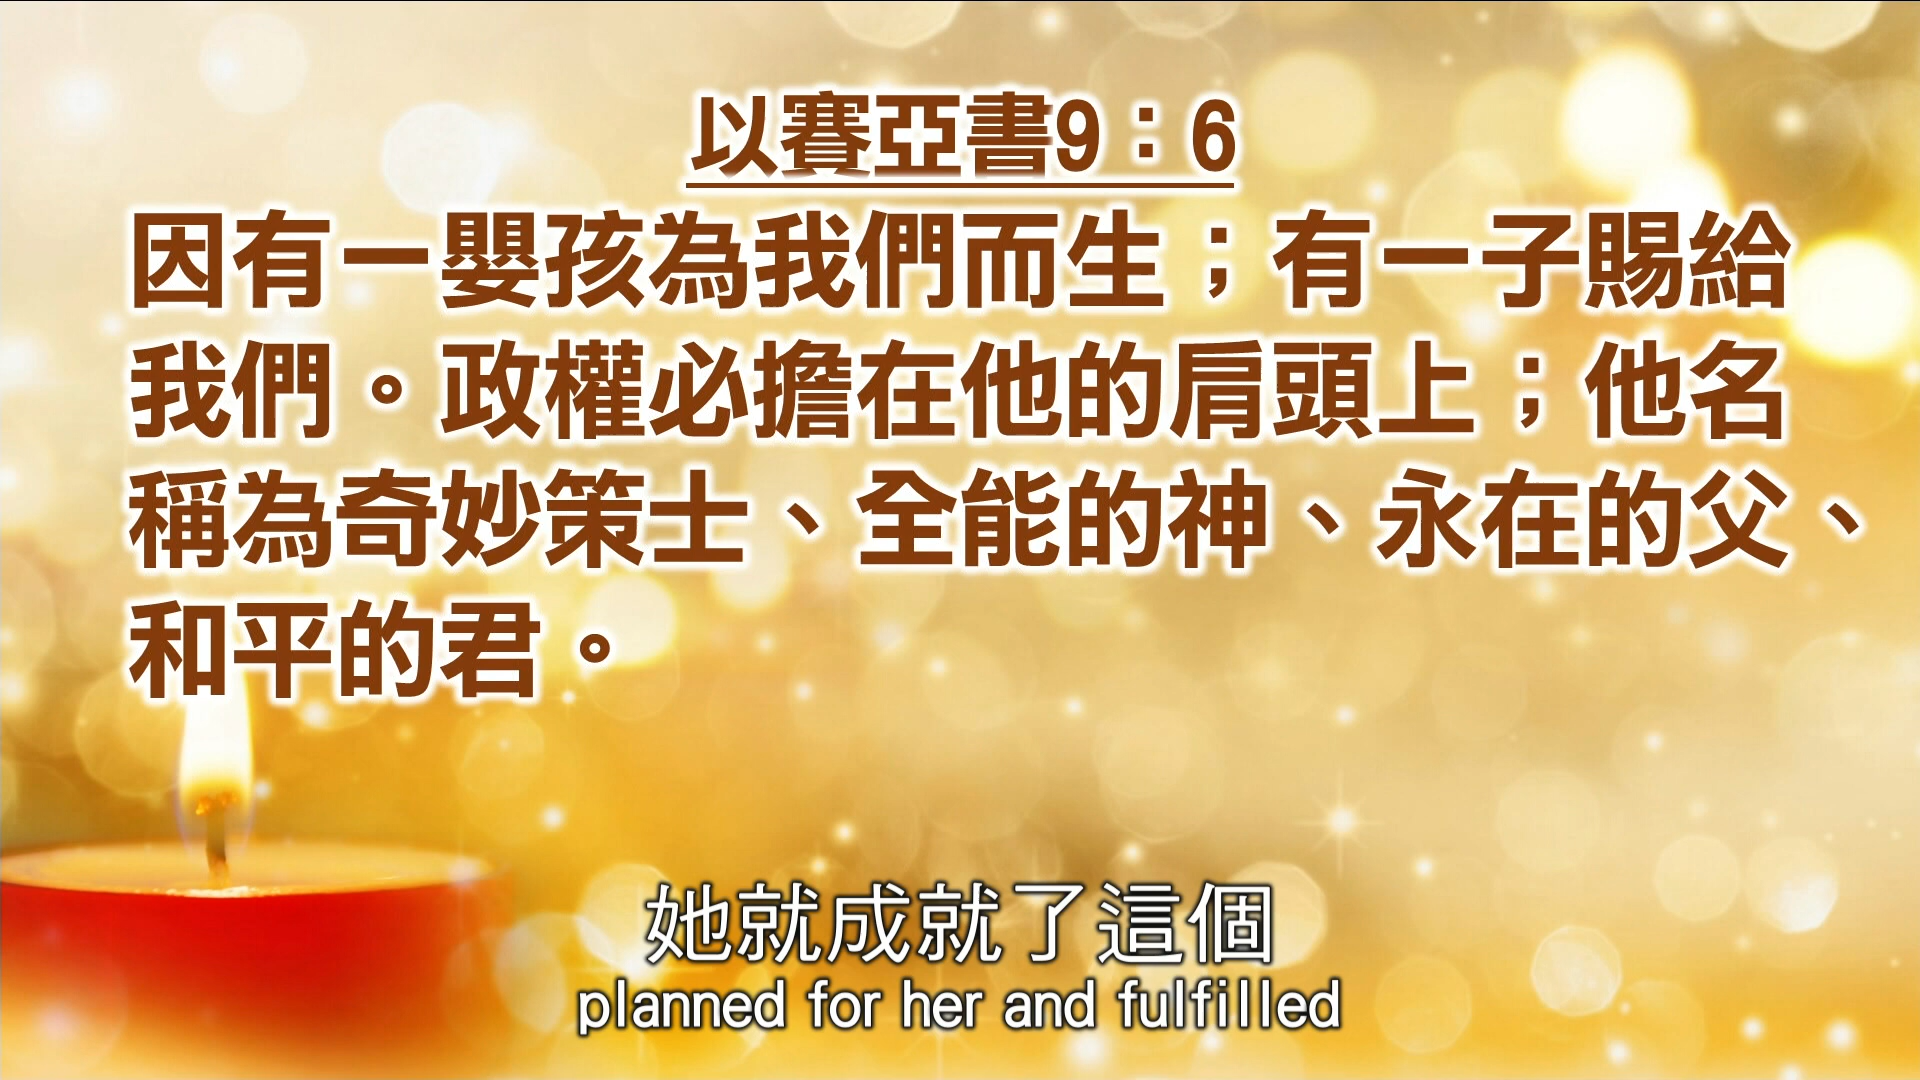 以賽亞書9：6
因有一嬰孩為我們而生；有一子賜給
我們。政權必擔在他的肩頭上；他名
稱為奇妙策士、全能的神、永在的父、
和平的君。
她就成就了這個
planned for her and fulfilled